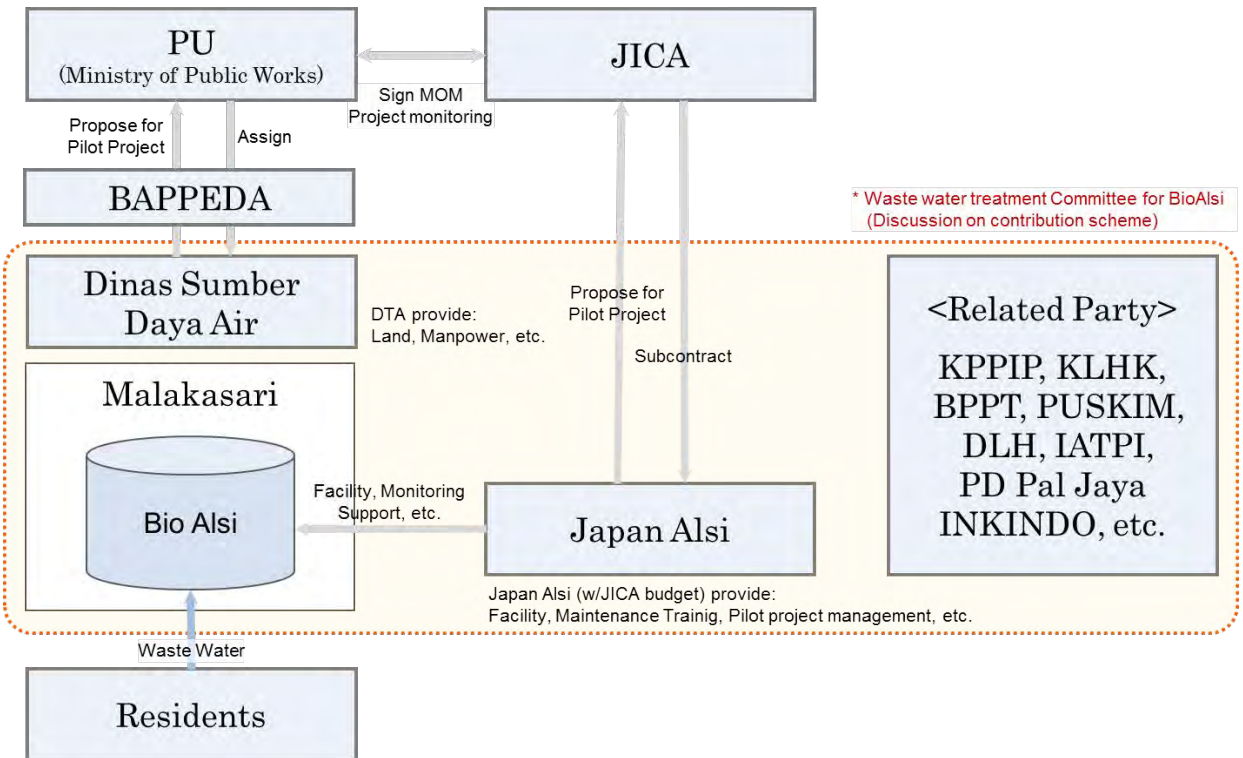 PU
(Ministry of Public Works)
JICA
Sign MOM
Project monitoring
Propose for
Pilot Project
Assign
BAPPEDA
* Waste water treatment Committee for BioAlsi
(Discussion on contribution scheme)
Dinas Sumber
Daya Air
DTA provide:
Land, Manpower, etc.
Propose for
Pilot Project
Subcontract
<Related Party>
KPPIP, KLHK,
BPPT, PUSKIM,
DLH, IATPI,
PD Pal Jaya
INKINDO, etc.
Malakasari
Bio Alsi
Facility, Monitoring
Support, etc.
Japan Alsi
Japan Alsi (w/JICA budget) provide:
Facility, Maintenance Trainig, Pilot project management, etc.
Waste Water
Residents